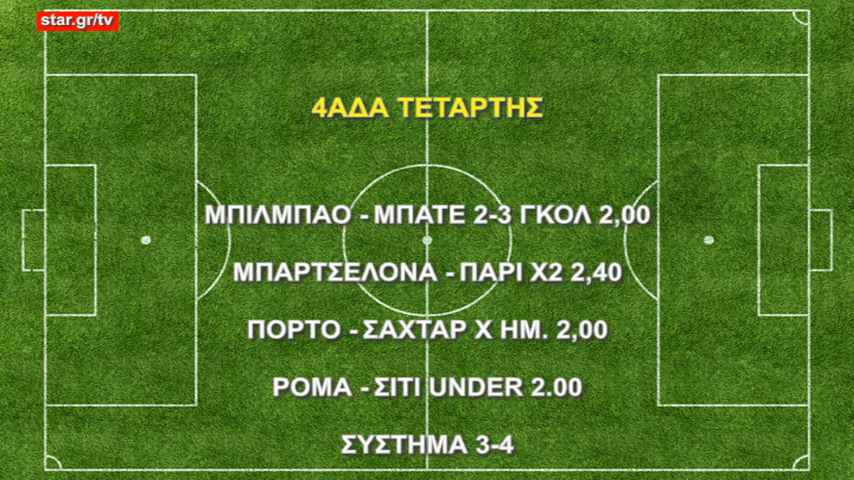 star.gr/tv
4ΑΔΑ ΤΕΤΑΡΤΗΣ
ΜΠΙΛΜΠΑΟ - ΜΠΑΤΕ 2-3 ΓΚΟΛ 2,00
ΜΠΑΡΤΣΕΛΟΝΑ - ΠΑΡΙ Χ2 2,40
ΠΟΡΤΟ - ΣΑΧΤΑΡ Χ ΗΜ. 2,00
ΡΟΜΑ - ΣΙΤΙ UNDER 2.00
ΣΥΣΤΗΜΑ 3-4